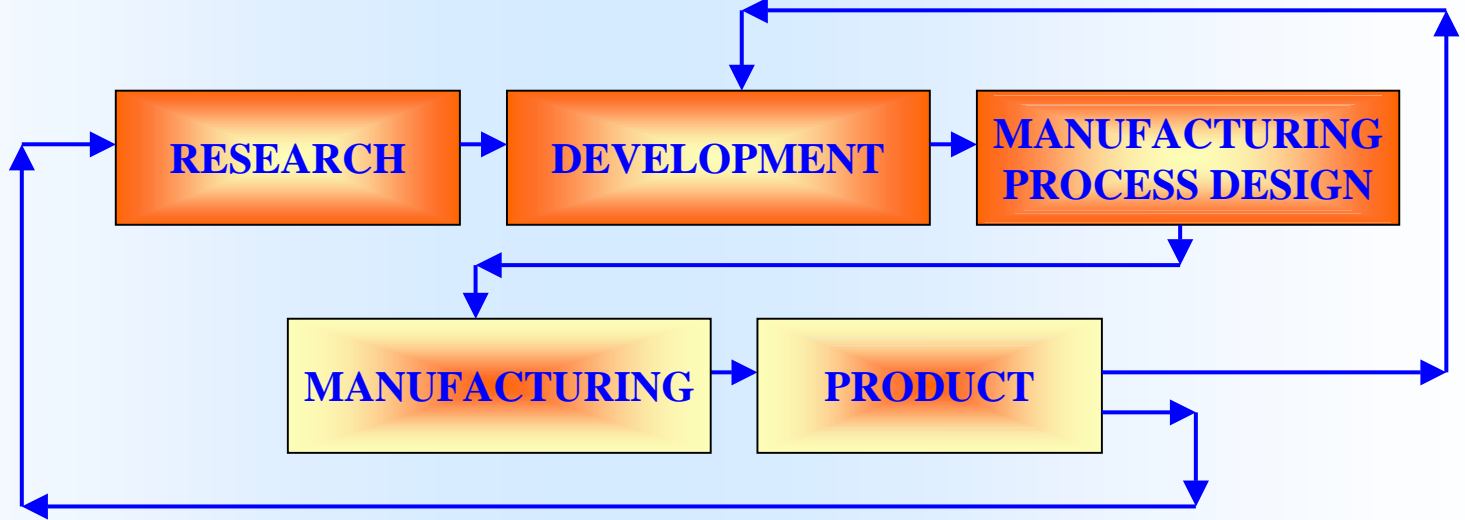 RESEARCH
DEVELOPMENT
MANUFACTURING
PROCESS DESIGN
MANUFACTURING
PRODUCT